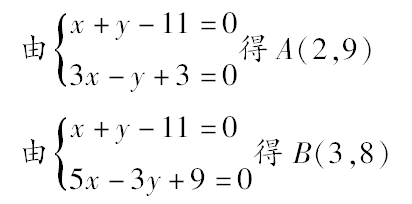 由{x + y − 11 = 0
3x − y + 3 = 0 得 A(2,9)
由{x + y − 11 = 0
5x − 3y + 9 = 0 得 B(3,8)